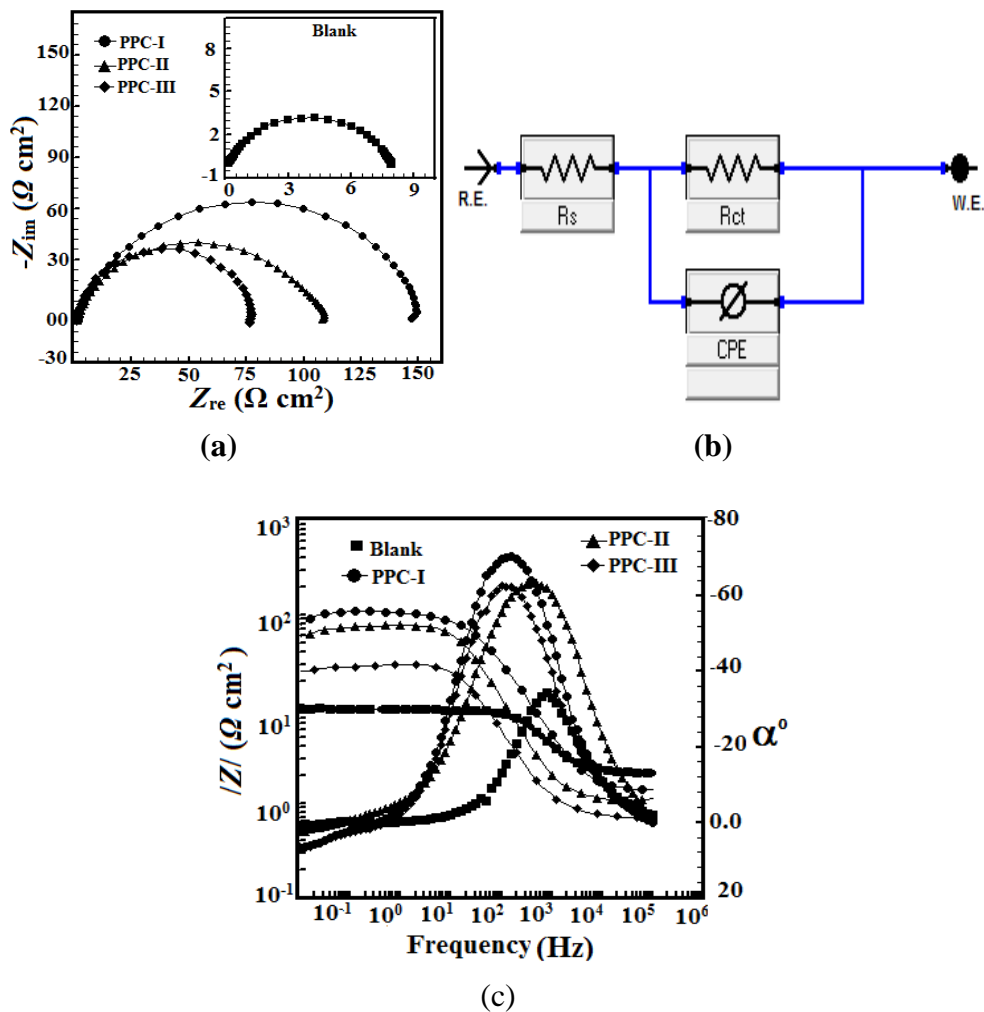 Blank
PPC-I
PPC-II
PPC-III
150
120
90
60
30
00
-30
8
5
2
-1
0
3
6
9
25
50
75
100
125
150
-Zim (Ω cm²)
Zre (Ω cm²)
(a)
R.E.
Rs
Rct
W.E.
CPE
(b)
Blank
PPC-I
PPC-II
PPC-III
10³
10²
10¹
10⁰
10⁻¹
-80
-60
-40
-20
0.0
20
/Z/ (Ω cm²)
α⁰
10⁻¹ 10⁰ 10¹ 10² 10³ 10⁴ 10⁵ 10⁶
Frequency (Hz)
(c)